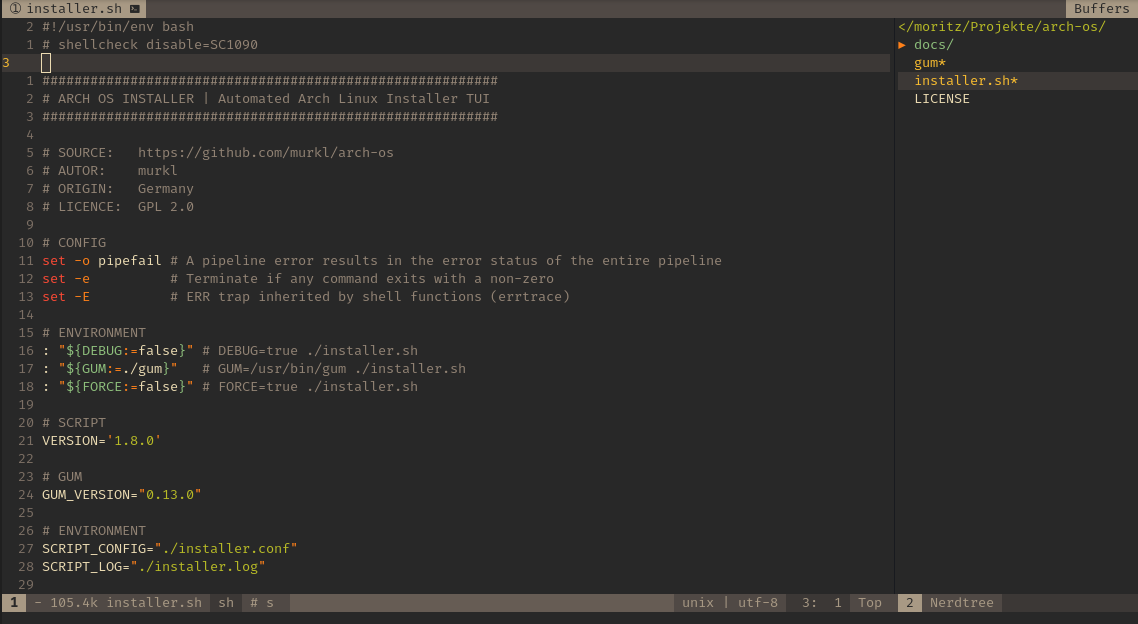 ① installer.sh
Buffers
2 #!/usr/bin/env bash
1 # shellcheck disable=SC1090
3
1 #########################################################
2 # ARCH OS INSTALLER | Automated Arch Linux Installer TUI
3 #########################################################
4
5 # SOURCE:   https://github.com/murkl/arch-os
6 # AUTOR:    murkl
7 # ORIGIN:   Germany
8 # LICENCE:  GPL 2.0
9
10 # CONFIG
11 set -o pipefail # A pipeline error results in the error status of the entire pipeline
12 set -e          # Terminate if any command exits with a non-zero
13 set -E          # ERR trap inherited by shell functions (errtrace)
14
15 # ENVIRONMENT
16 : "${DEBUG:=false}" # DEBUG=true ./installer.sh
17 : "${GUM:=./gum}"   # GUM=/usr/bin/gum ./installer.sh
18 : "${FORCE:=false}" # FORCE=true ./installer.sh
19
20 # SCRIPT
21 VERSION='1.8.0'
22
23 # GUM
24 GUM_VERSION="0.13.0"
25
26 # ENVIRONMENT
27 SCRIPT_CONFIG="./installer.conf"
28 SCRIPT_LOG="./installer.log"
29
</moritz/Projekte/arch-os/
▸ docs/
gum*
installer.sh*
LICENSE
1 - 105.4k installer.sh sh # s unix | utf-8 3: 1 Top
2 Nerdtree